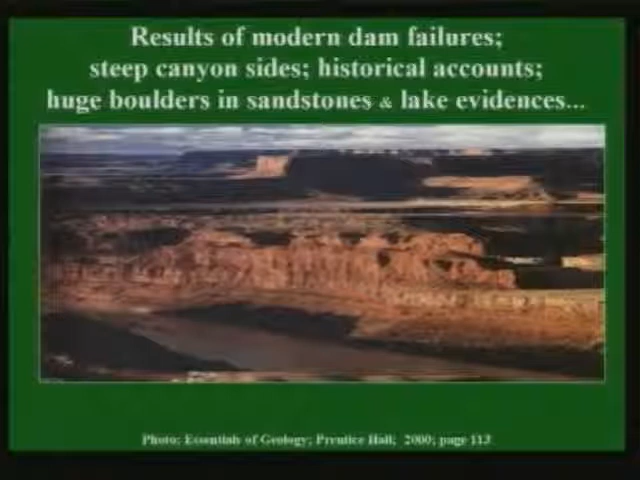 Results of modern dam failures;
steep canyon sides; historical accounts;
huge boulders in sandstones & lake evidences...
Photo: Essentials of Geology; Prentice Hall; 2000; page 113